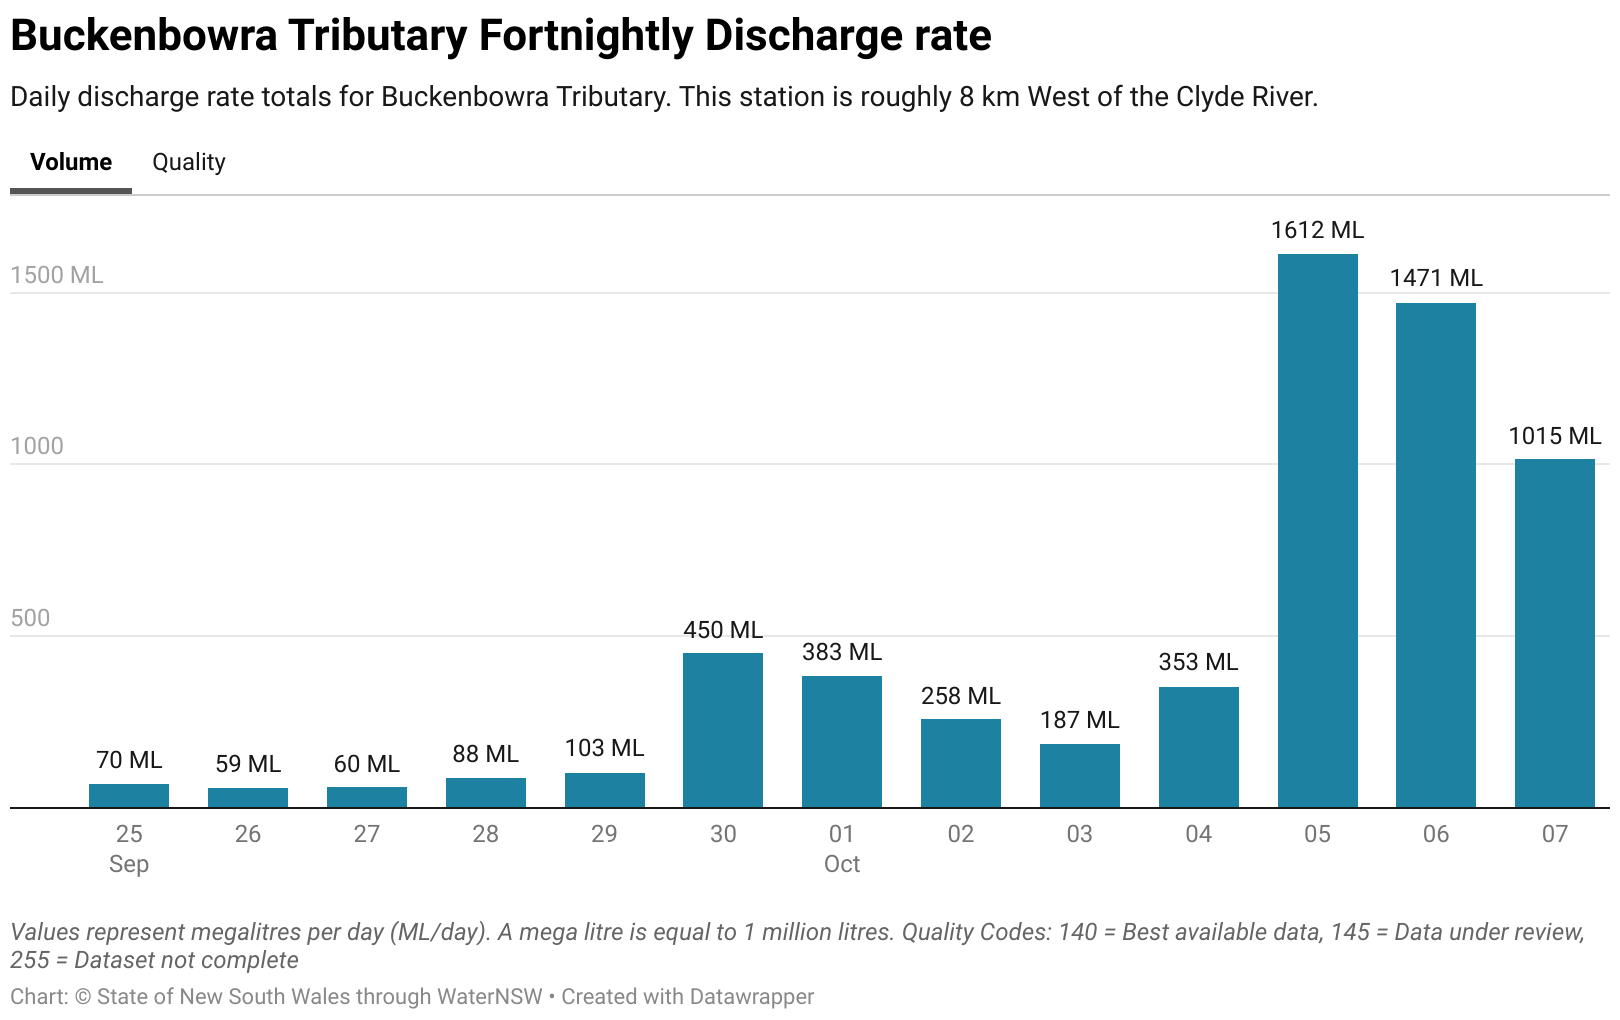 Buckenbowra Tributary Fortnightly Discharge rate
Daily discharge rate totals for Buckenbowra Tributary. This station is roughly 8 km West of the Clyde River.
Volume Quality
1612 ML
1500 ML
1471 ML
1000
1015 ML
500
450 ML
383 ML
353 ML
258 ML
187 ML
70 ML 59 ML 60 ML 88 ML 103 ML
25 26 27 28 29 30 01 02 03 04 05 06 07
Sep Oct
Values represent megalitres per day (ML/day). A mega litre is equal to 1 million litres. Quality Codes: 140 = Best available data, 145 = Data under review,
255 = Dataset not complete
Chart: © State of New South Wales through WaterNSW • Created with Datawrapper